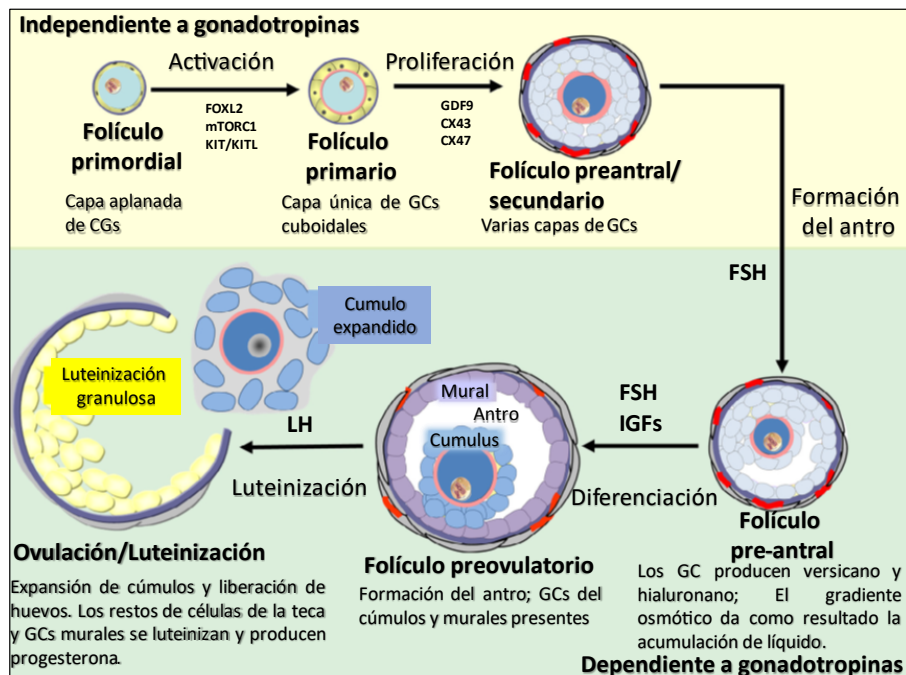 Independiente a gonadotropinas
Activación
FOXL2
mTORC1
KIT/KITL
Proliferación
GDF9
CX43
CX47
Folículo
primordial
Capa aplanada
de CGs
Folículo
primario
Capa única de GCs
cuboidales
Folículo preantral/
secundario
Varias capas de GCs
Formación
del antro
FSH
Cumulo
expandido
Luteinización
granulosa
LH
Luteinización
Mural
Antro
Cumulus
FSH
IGFs
Diferenciación
Ovulación/Luteinización
Expansión de cúmulos y liberación de
huevos. Los restos de células de la teca
y GCs murales se luteinizan y producen
progesterona.
Folículo preovulatorio
Formación del antro; GCs del
cúmulos y murales presentes
Folículo
pre-antral
Los GC producen versicano y
hialuronano; El gradiente
osmótico da como resultado la
acumulación de líquido.
Dependiente a gonadotropinas